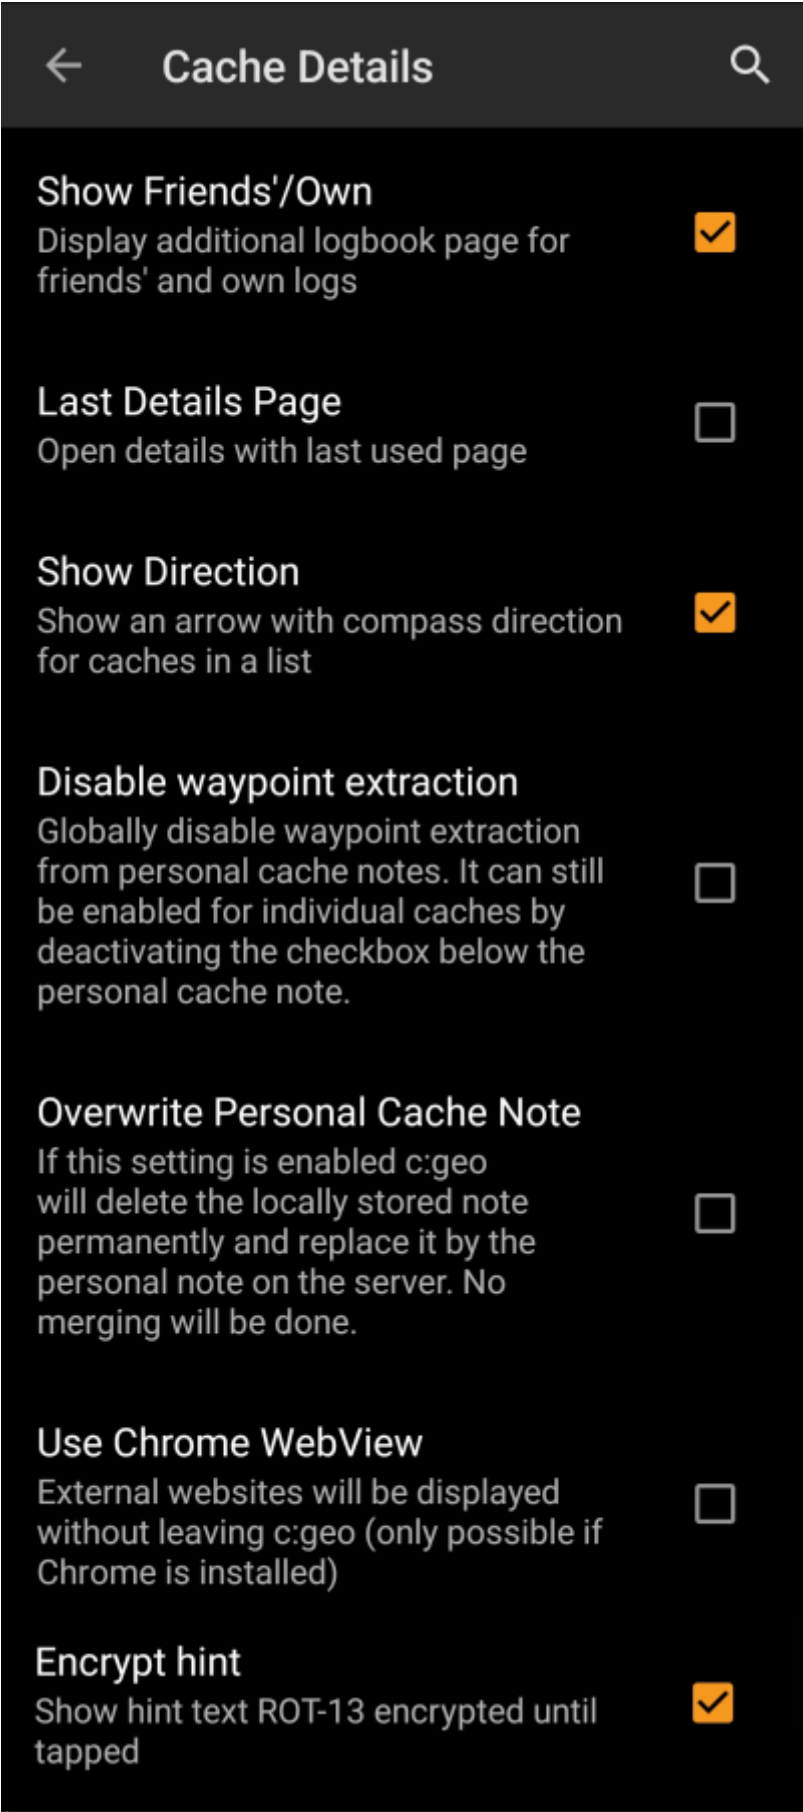 Cache Details
Show Friends'/Own
Display additional logbook page for
friends' and own logs
Last Details Page
Open details with last used page
Show Direction
Show an arrow with compass direction
for caches in a list
Disable waypoint extraction
Globally disable waypoint extraction
from personal cache notes. It can still
be enabled for individual caches by
deactivating the checkbox below the
personal cache note.
Overwrite Personal Cache Note
If this setting is enabled c:geo
will delete the locally stored note
permanently and replace it by the
personal note on the server. No
merging will be done.
Use Chrome WebView
External websites will be displayed
without leaving c:geo (only possible if
Chrome is installed)
Encrypt hint
Show hint text ROT-13 encrypted until
tapped